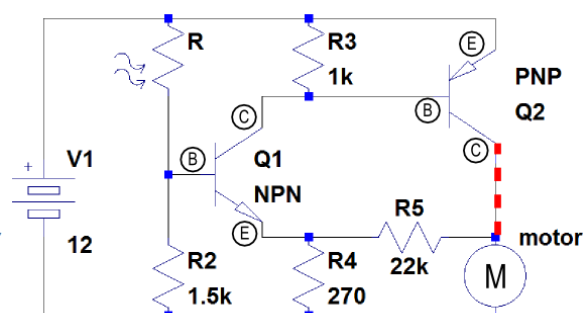 R
R3
1k
E
PNP
B
Q2
C
C
B
Q1
NPN
E
+
V1
12
R2
1.5k
R4
270
R5
22k
motor
M